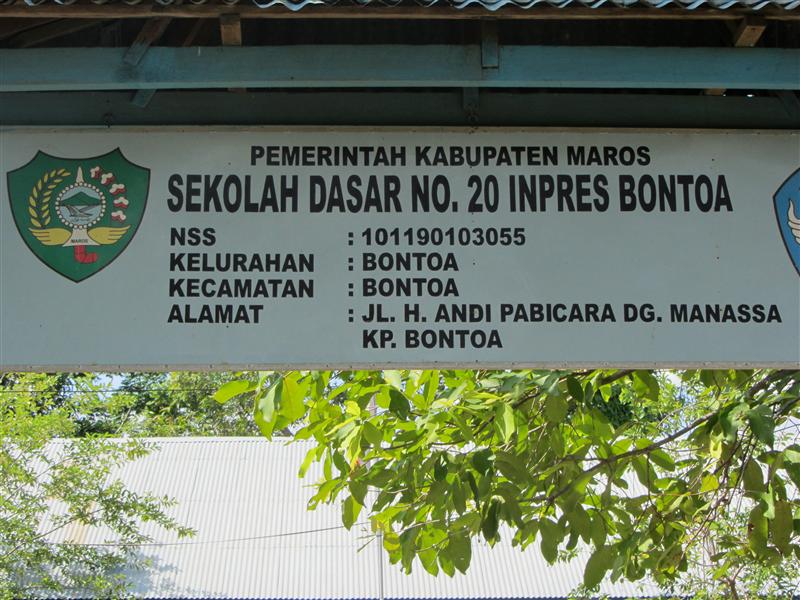 PEMERINTAH KABUPATEN MAROS
SEKOLAH DASAR NO. 20 INPRES BONTOA
NSS : 101190103055
KELURAHAN : BONTOA
KECAMATAN : BONTOA
ALAMAT : JL. H. ANDI PABICARA DG. MANASSA
KP. BONTOA
MAROS